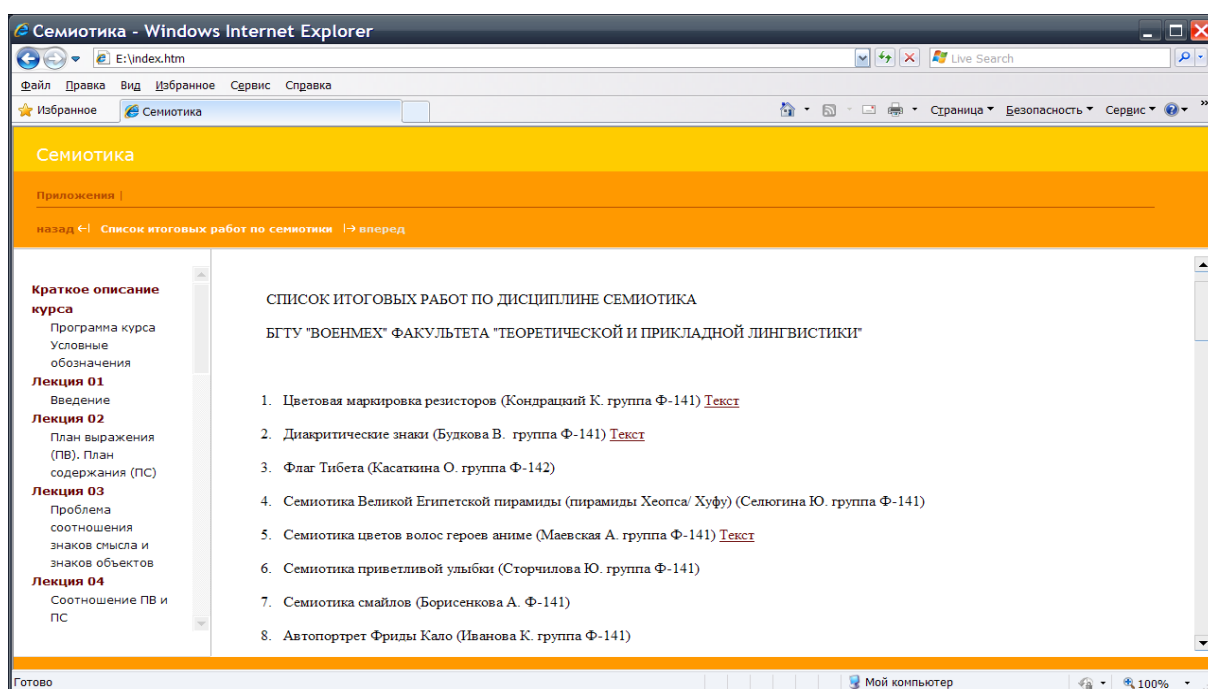 Семиотика - Windows Internet Explorer
E:\index.htm
Live Search
Файл Правка Вид Избранное Сервис Справка
Избранное Семиотика Страница Безопасность Сервис
Семиотика
Приложения |
назад ←| Список итоговых работ по семиотики |→ вперед
Краткое описание
курса
Программа курса
Условные
обозначения
Лекция 01
Введение
Лекция 02
План выражения
(ПВ). План
содержания (ПС)
Лекция 03
Проблема
соотношения
знаков смысла и
знаков объектов
Лекция 04
Соотношение ПВ и
ПС
СПИСОК ИТОГОВЫХ РАБОТ ПО ДИСЦИПЛИНЕ СЕМИОТИКА
БГТУ "ВОЕНМЕХ" ФАКУЛЬТЕТА "ТЕОРЕТИЧЕСКОЙ И ПРИКЛАДНОЙ ЛИНГВИСТИКИ"
1. Цветовая маркировка резисторов (Кондрацкий К. группа Ф-141) Текст
2. Диакритические знаки (Будкова В. группа Ф-141) Текст
3. Флаг Тибета (Касаткина О. группа Ф-142)
4. Семиотика Великой Египетской пирамиды (пирамиды Хеопса/ Хуфу) (Селюгина Ю. группа Ф-141)
5. Семиотика цветов волос героев аниме (Маевская А. группа Ф-141) Текст
6. Семиотика приветливой улыбки (Сторчилова Ю. группа Ф-141)
7. Семиотика смайлов (Борисенкова А. Ф-141)
8. Автопортрет Фриды Кало (Иванова К. группа Ф-141)
Готово
Мой компьютер
100%